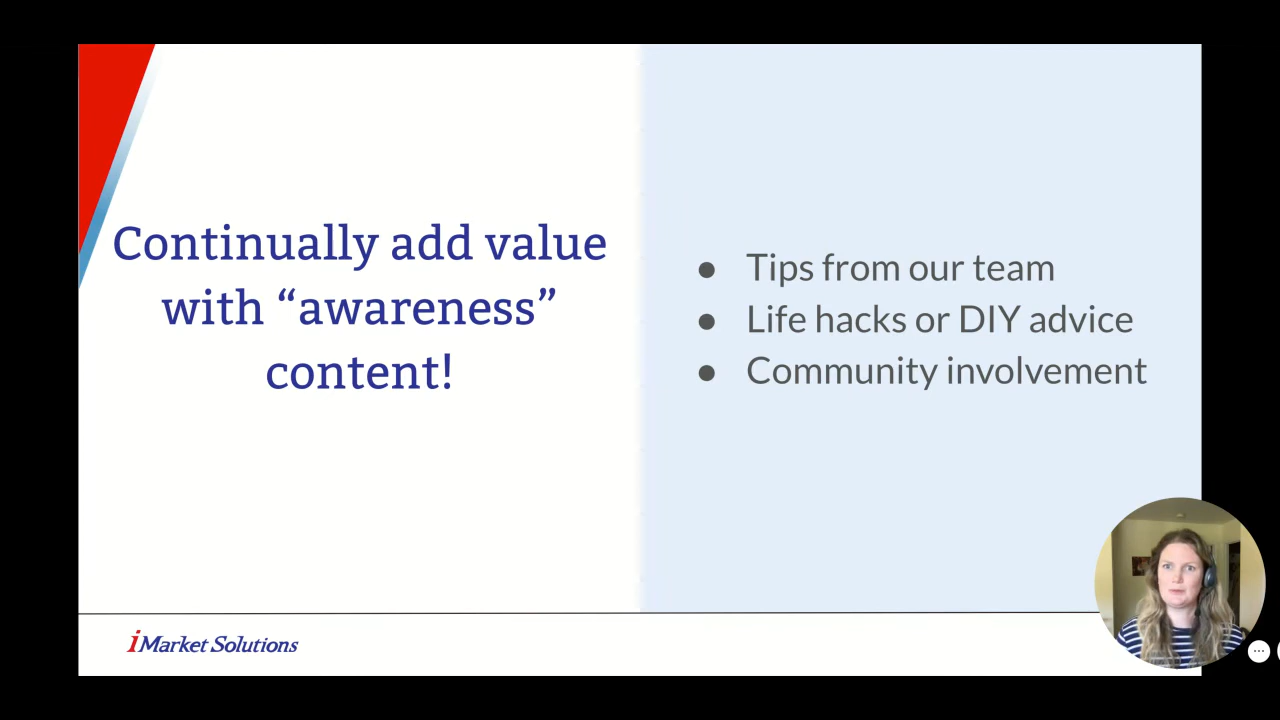 Continually add value
with “awareness”
content!
● Tips from our team
● Life hacks or DIY advice
● Community involvement
iMarket Solutions